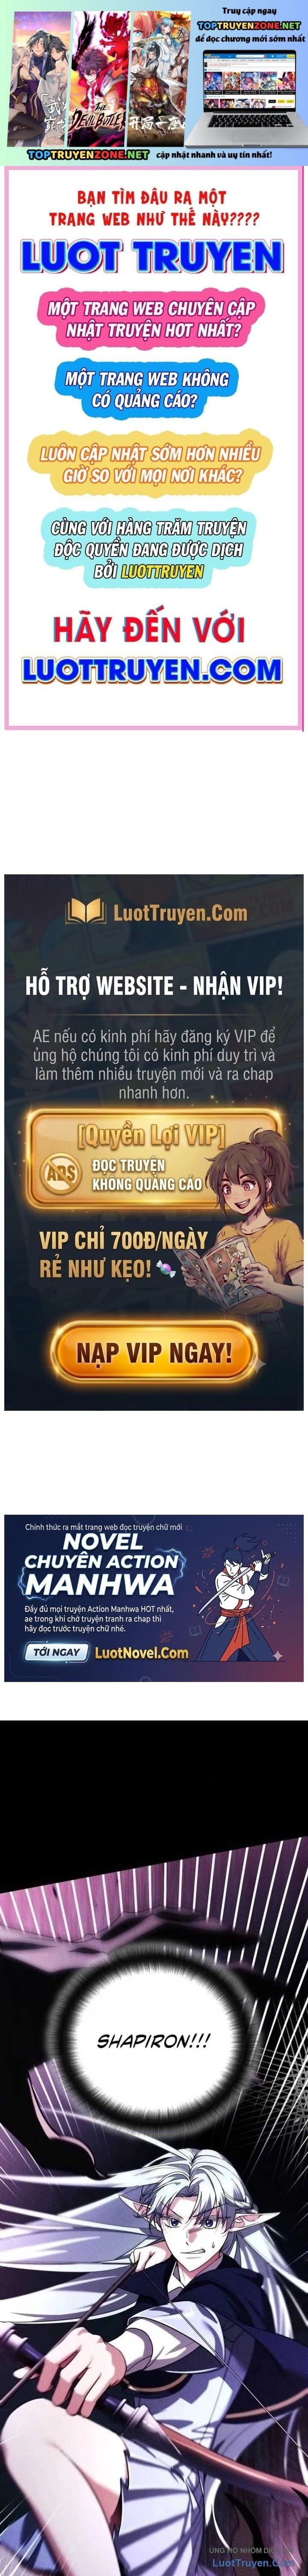 Truy cập ngay
TOPTRUYENZONE.NET
để đọc chương mới sớm nhất
THE DEVIL BUTLER
TOPTRUYENZONE.NET cập nhật nhanh và uy tín nhất!
BẠN TÌM ĐÂU RA MỘT
TRANG WEB NHƯ THẾ NÀY????
LUOT TRUYEN
MỘT TRANG WEB CHUYÊN CẬP
NHẬT TRUYỆN HOT NHẤT?
MỘT TRANG WEB KHÔNG
CÓ QUẢNG CÁO?
LUÔN CẬP NHẬT SỚM HƠN NHIỀU
GIỜ SO VỚI MỌI NƠI KHÁC?
CÙNG VỚI HÀNG TRĂM TRUYỆN
ĐỘC QUYỀN ĐANG ĐƯỢC DỊCH
BỞI LUOTTRUYEN
HÃY ĐẾN VỚI
LUOTTRUYEN.COM
LuotTruyen.Com
HỖ TRỢ WEBSITE - NHẬN VIP!
AE nếu có kinh phí hãy đăng ký VIP để
ủng hộ chúng tôi có kinh phí duy trì và
làm thêm nhiều truyện mới và ra chap
nhanh hơn.
[Quyền Lợi VIP]
ADS
ĐỌC TRUYỆN
KHÔNG QUẢNG CÁO
VIP CHỈ 700Đ/NGÀY
RẺ NHƯ KẸO!
NẠP VIP NGAY!
Chính thức ra mắt trang web đọc truyện chữ mới
NOVEL
CHUYÊN ACTION
MANHWA
Đầy đủ mọi truyện Action Manhwa HOT nhất,
ae trong khi chờ truyện tranh ra chap thì
hãy đọc trước truyện chữ nhé.
TỚI NGAY
LuotNovel.Com
SHAPIRON!!!
ỦNG HỘ NHÓM DỊCH
LuotTruyen.Com